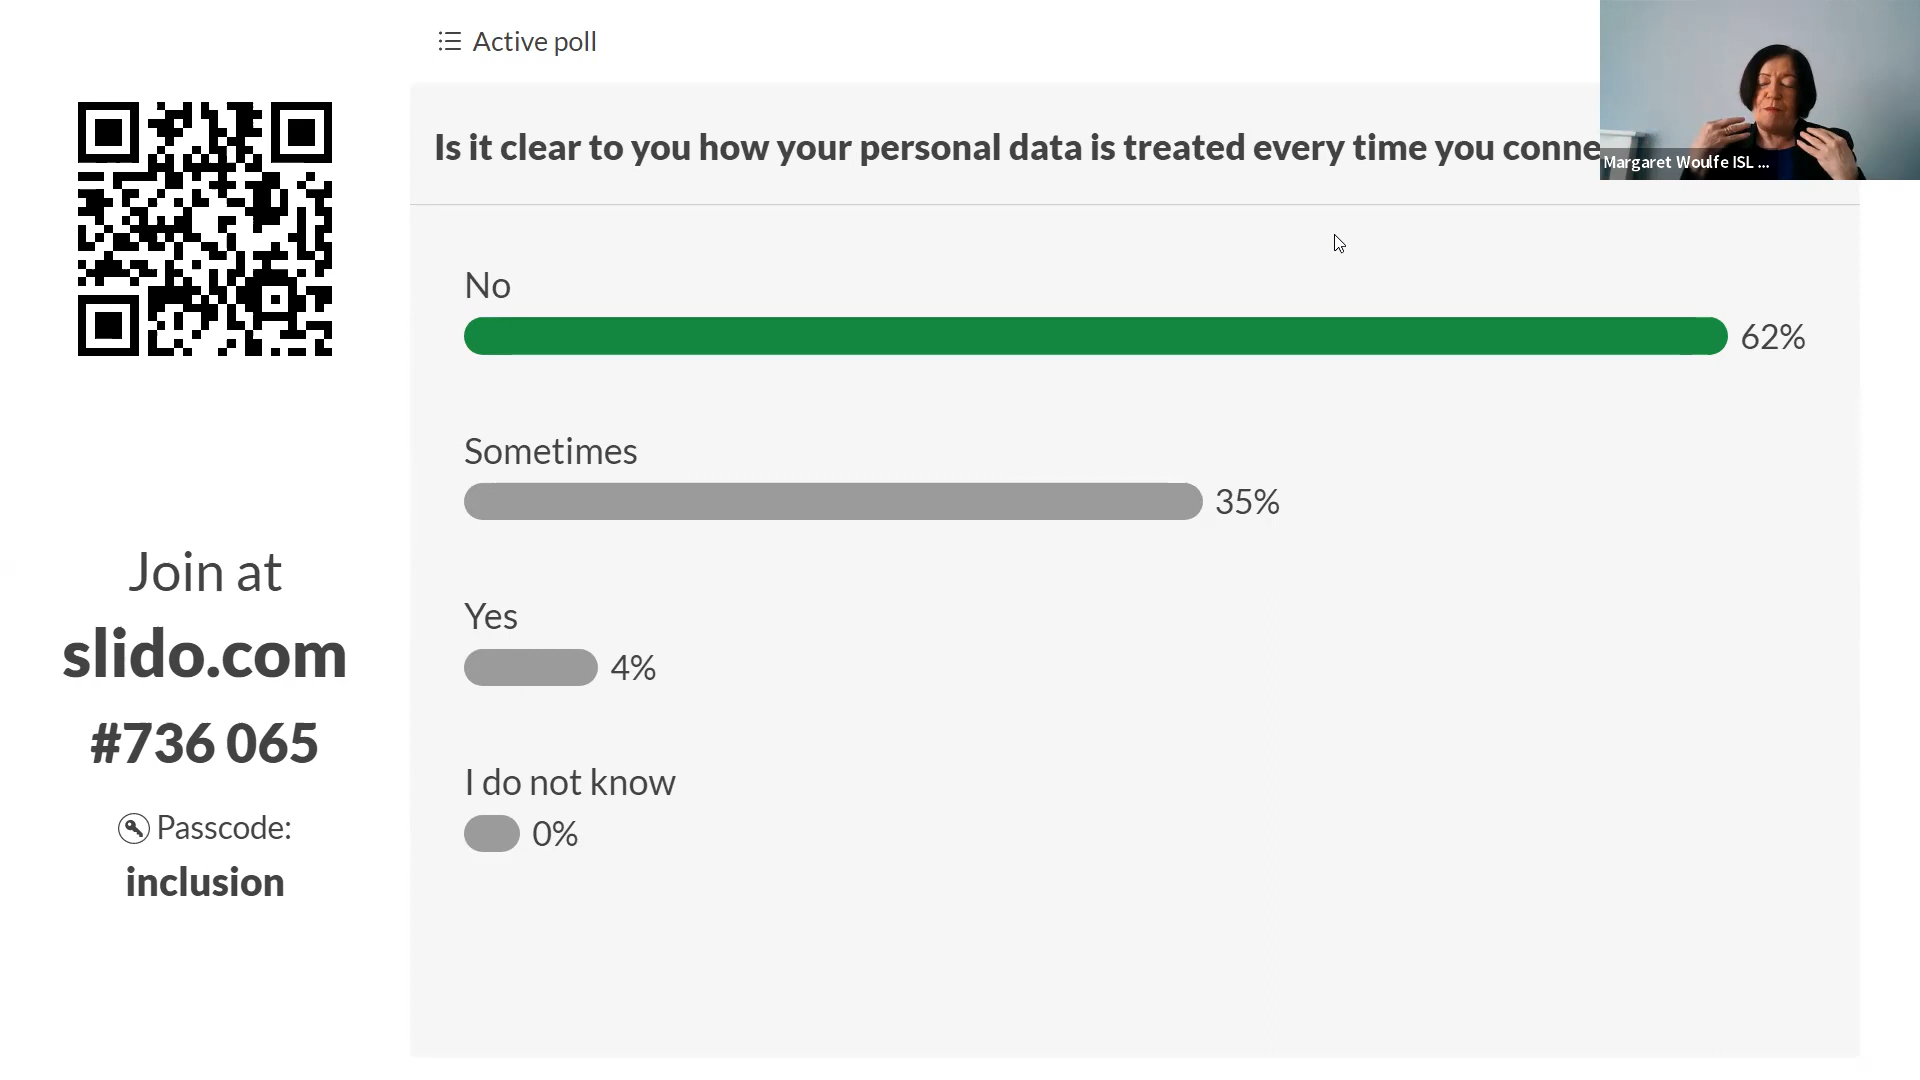 Active poll
Is it clear to you how your personal data is treated every time you conne
Margaret Woulfe ISL ...
No
62%
Sometimes
35%
Yes
4%
I do not know
0%
Join at
slido.com
#736 065
Passcode:
inclusion